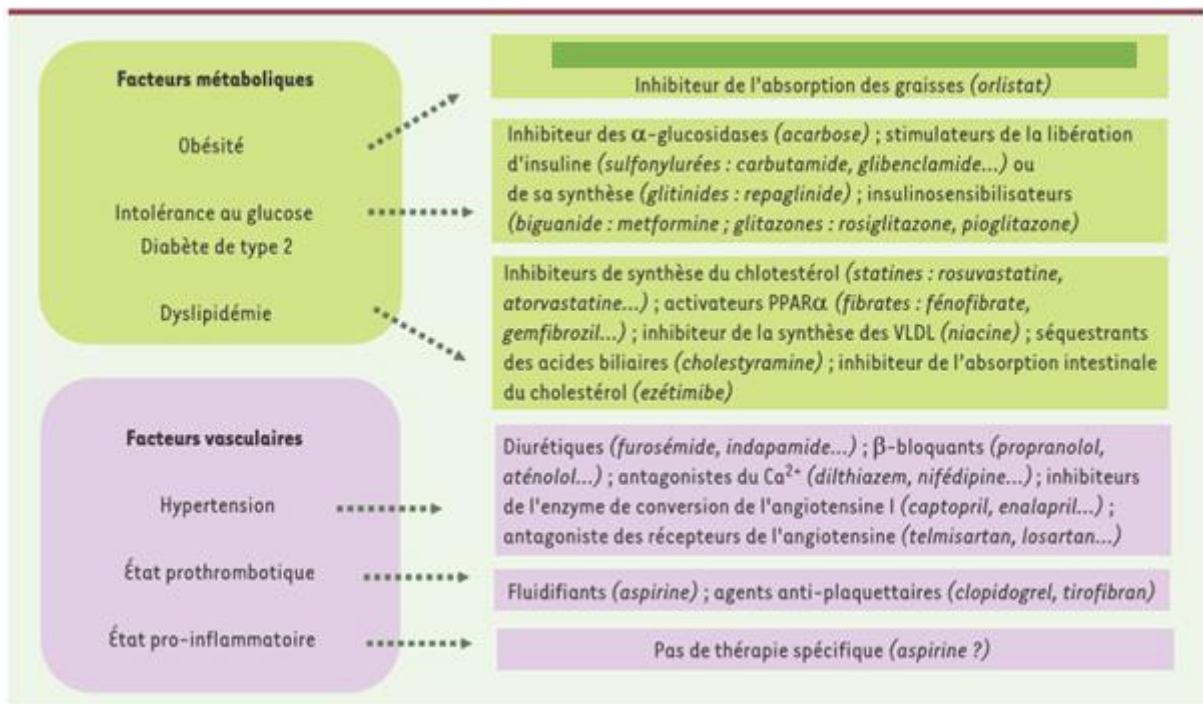 Facteurs métaboliques
Obésité
Intolérance au glucose
Diabète de type 2
Dyslipidémie
Inhibiteur de l'absorption des graisses (orlistat)
Inhibiteur des α-glucosidases (acarbose) ; stimulateurs de la libération
d'insuline (sulfonylurées : carbutamide, glibenclamide...) ou
de sa synthèse (glitinides : repaglinide) ; insulinosensibilisateurs
(biguanide : metformine ; glitazones : rosiglitazone, pioglitazone)
Inhibiteurs de synthèse du chlotestérol (statines : rosuvastatine,
atorvastatine...) ; activateurs PPARα (fibrates : fénofibrate,
gemfibrozil...) ; inhibiteur de la synthèse des VLDL (niacine) ; séquestrants
des acides biliaires (cholestyramine) ; inhibiteur de l'absorption intestinale
du cholestérol (ezétimibe)
Facteurs vasculaires
Hypertension
État prothrombotique
État pro-inflammatoire
Diurétiques (furosémide, indapamide...) ; β-bloquants (propranolol,
aténolol...) ; antagonistes du Ca²⁺ (dilthiazem, nifédipine...) ; inhibiteurs
de l'enzyme de conversion de l'angiotensine I (captopril, enalapril...) ;
antagoniste des récepteurs de l'angiotensine (telmisartan, losartan...)
Fluidifiants (aspirine) ; agents anti-plaquettaires (clopidogrel, tirofibran)
Pas de thérapie spécifique (aspirine ?)